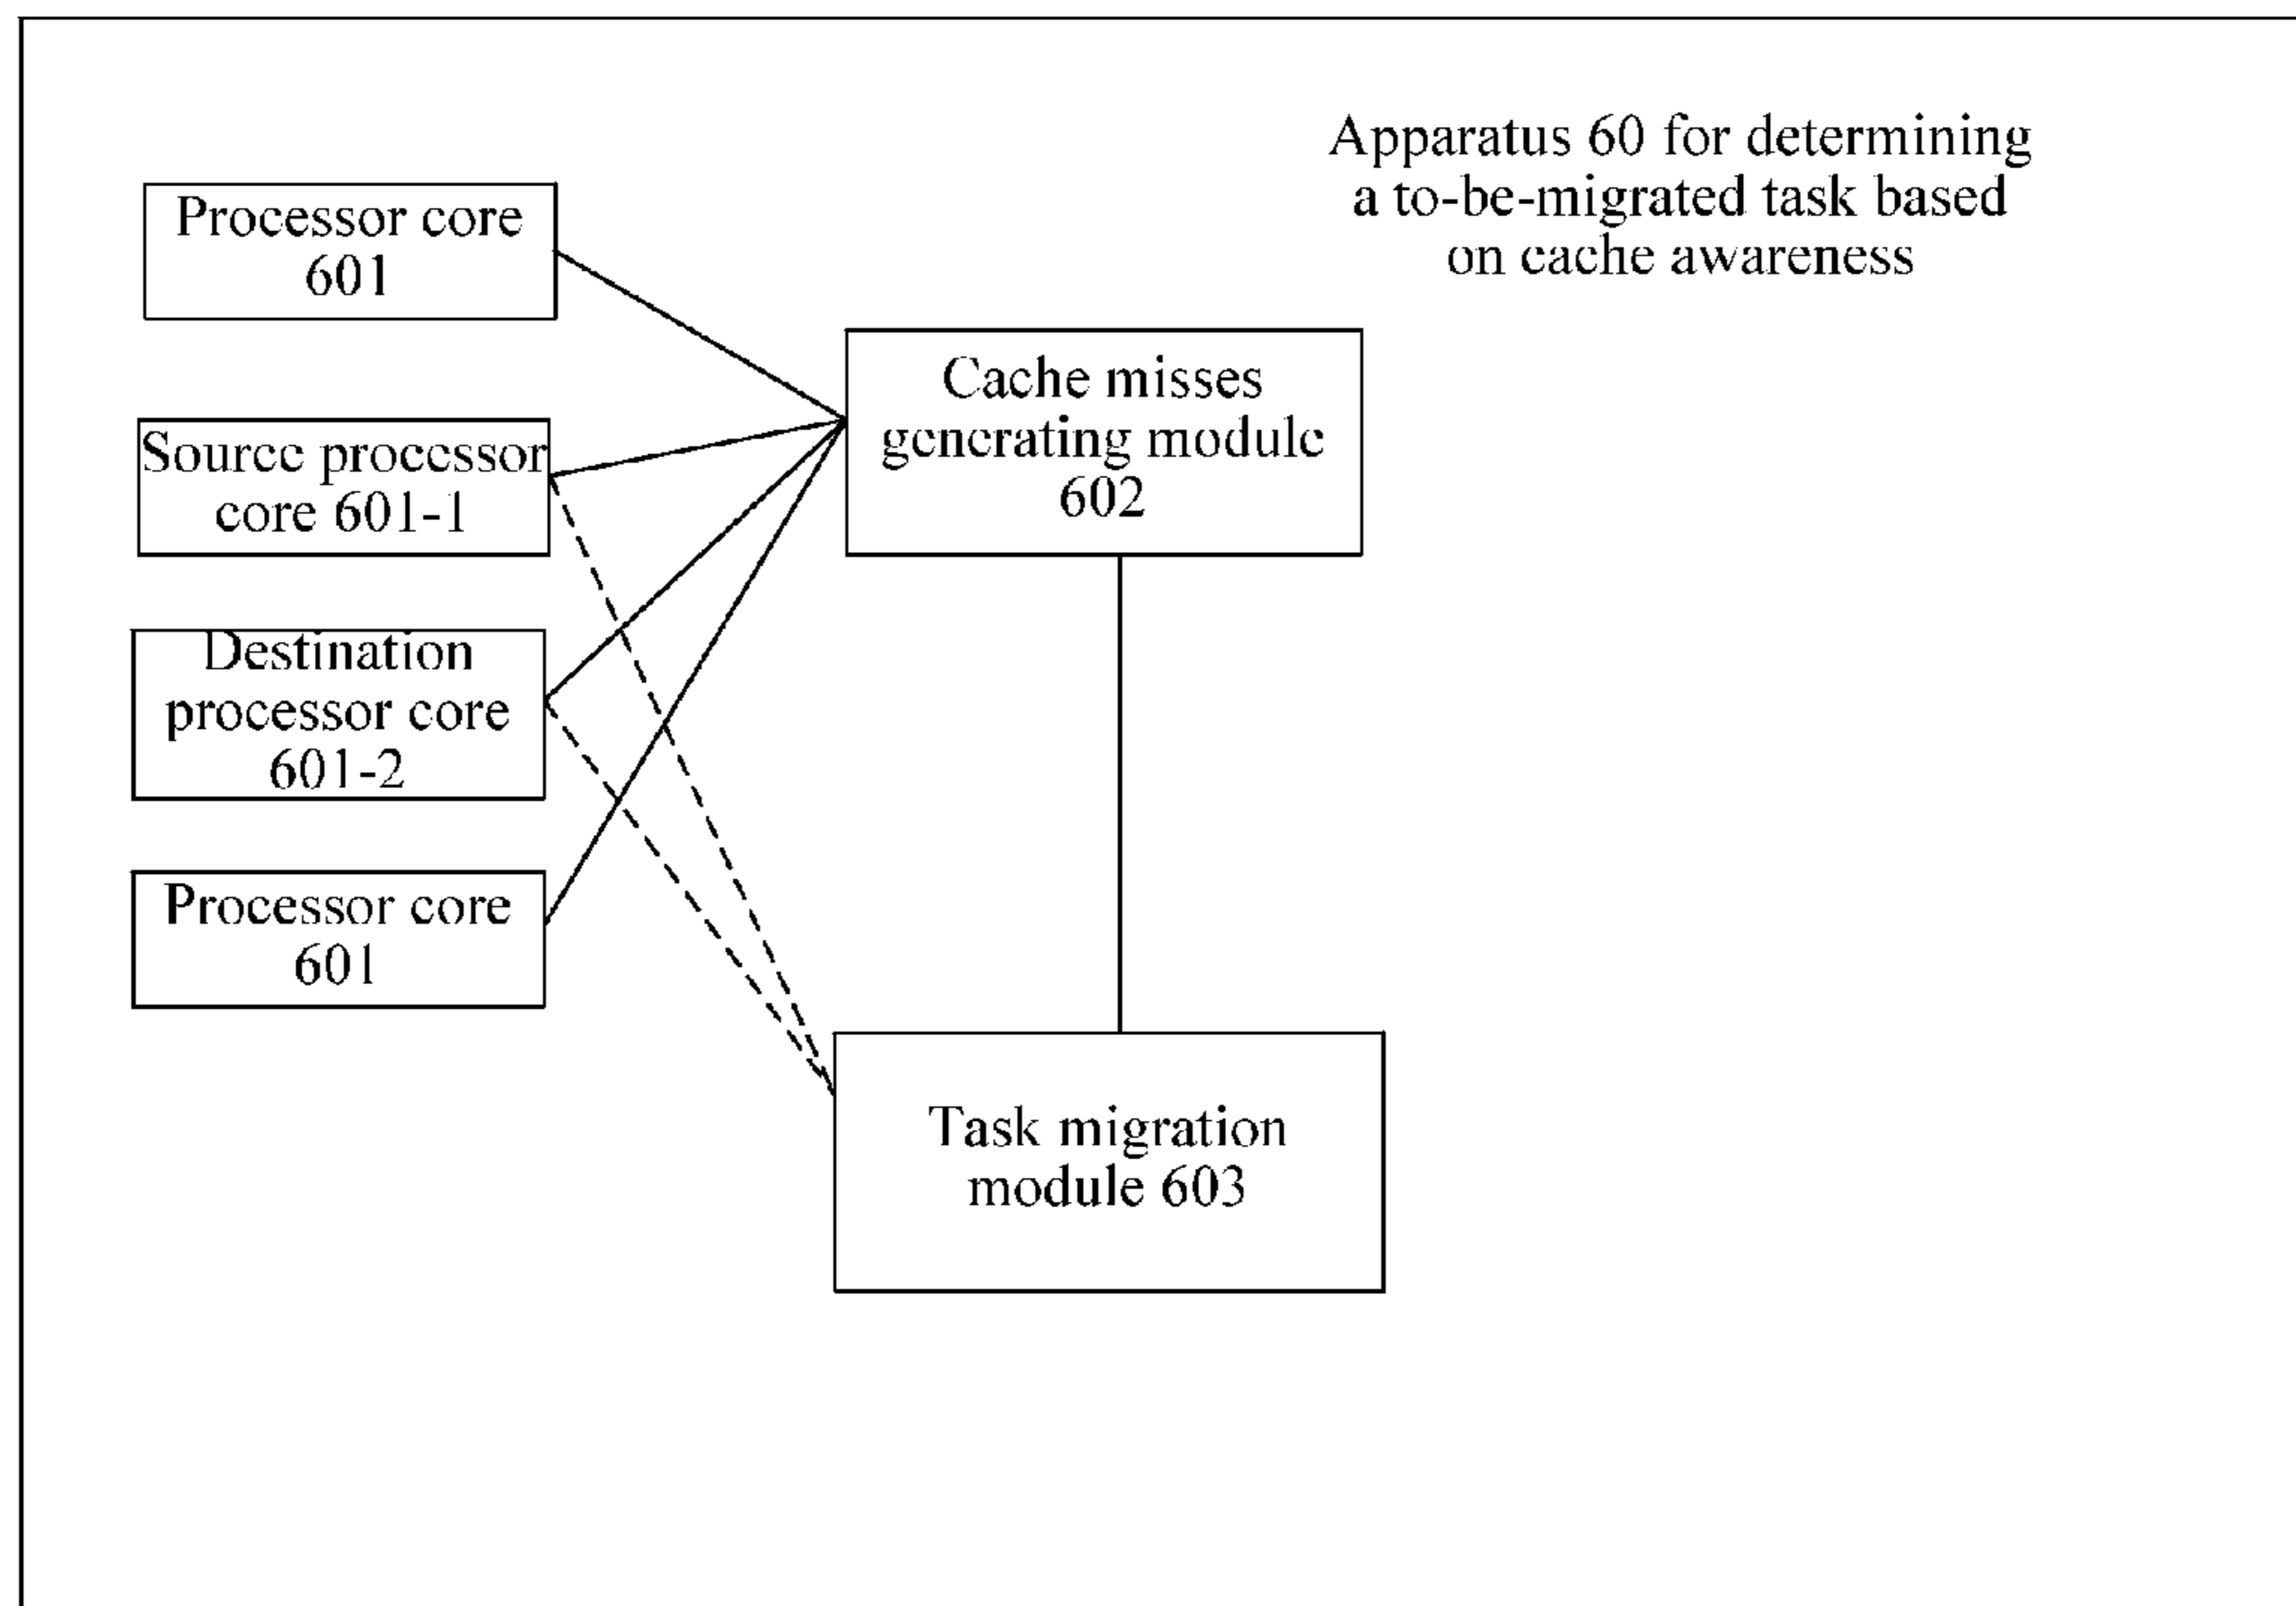 Apparatus 60 for determining
a to-be-migrated task based
on cache awareness
Processor core
601
Cache misses
generating module
602
Source processor
core 601-1
Destination
processor core
601-2
Processor core
601
Task migration
module 603